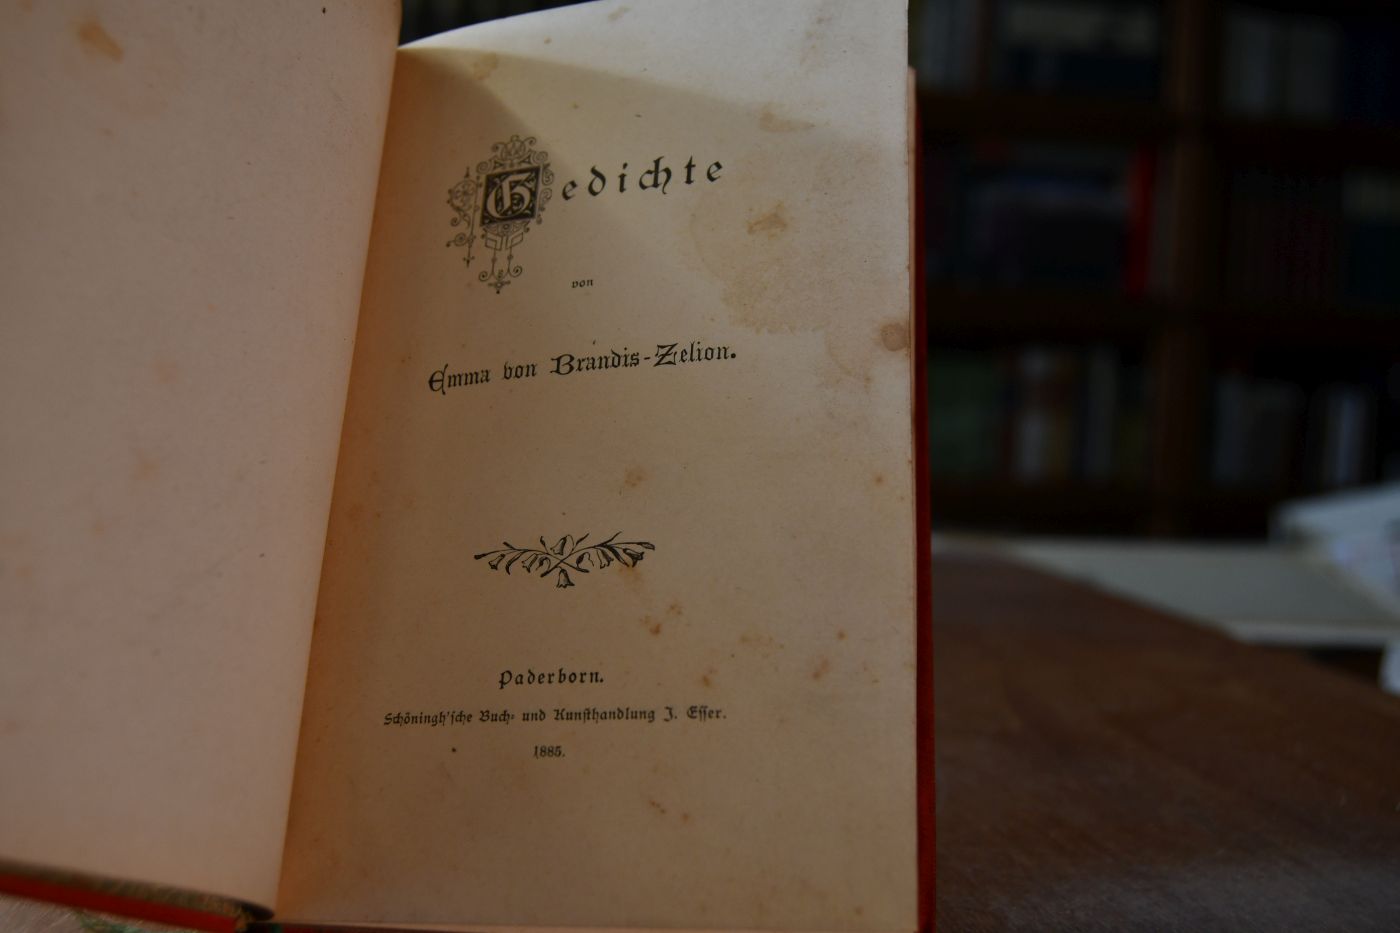 Gedichte
von
Emma von Brandis-Zelion.
Paderborn.
Schöningh'sche Buch- und Kunsthandlung J. Esser.
1885.